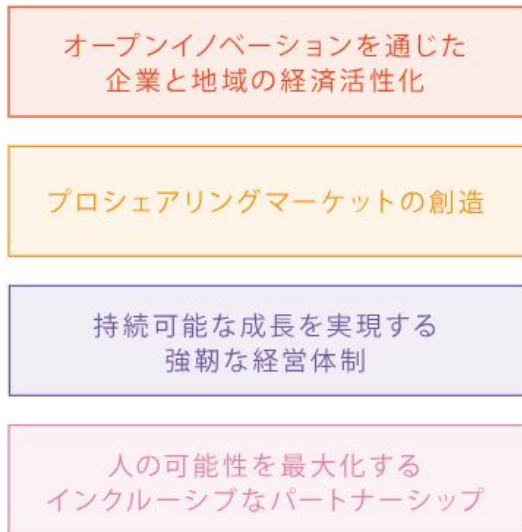 オープンイノベーションを通じた
企業と地域の経済活性化
プロシェアリングマーケットの創造
持続可能な成長を実現する
強靭な経営体制
人の可能性を最大化する
インクルーシブなパートナーシップ